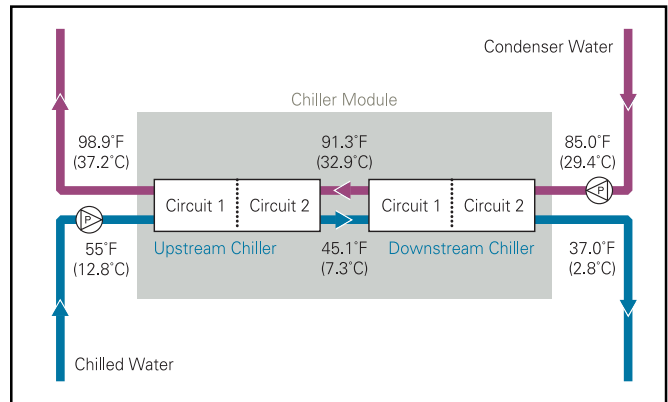 Condenser Water
Chiller Module
98.9˚F
(37.2˚C)
91.3˚F
(32.9˚C)
85.0˚F
(29.4˚C)
P
Circuit 1
Circuit 2
Circuit 1
Circuit 2
P
55˚F
(12.8˚C)
Upstream Chiller
45.1˚F
(7.3˚C)
Downstream Chiller
37.0˚F
(2.8˚C)
Chilled Water